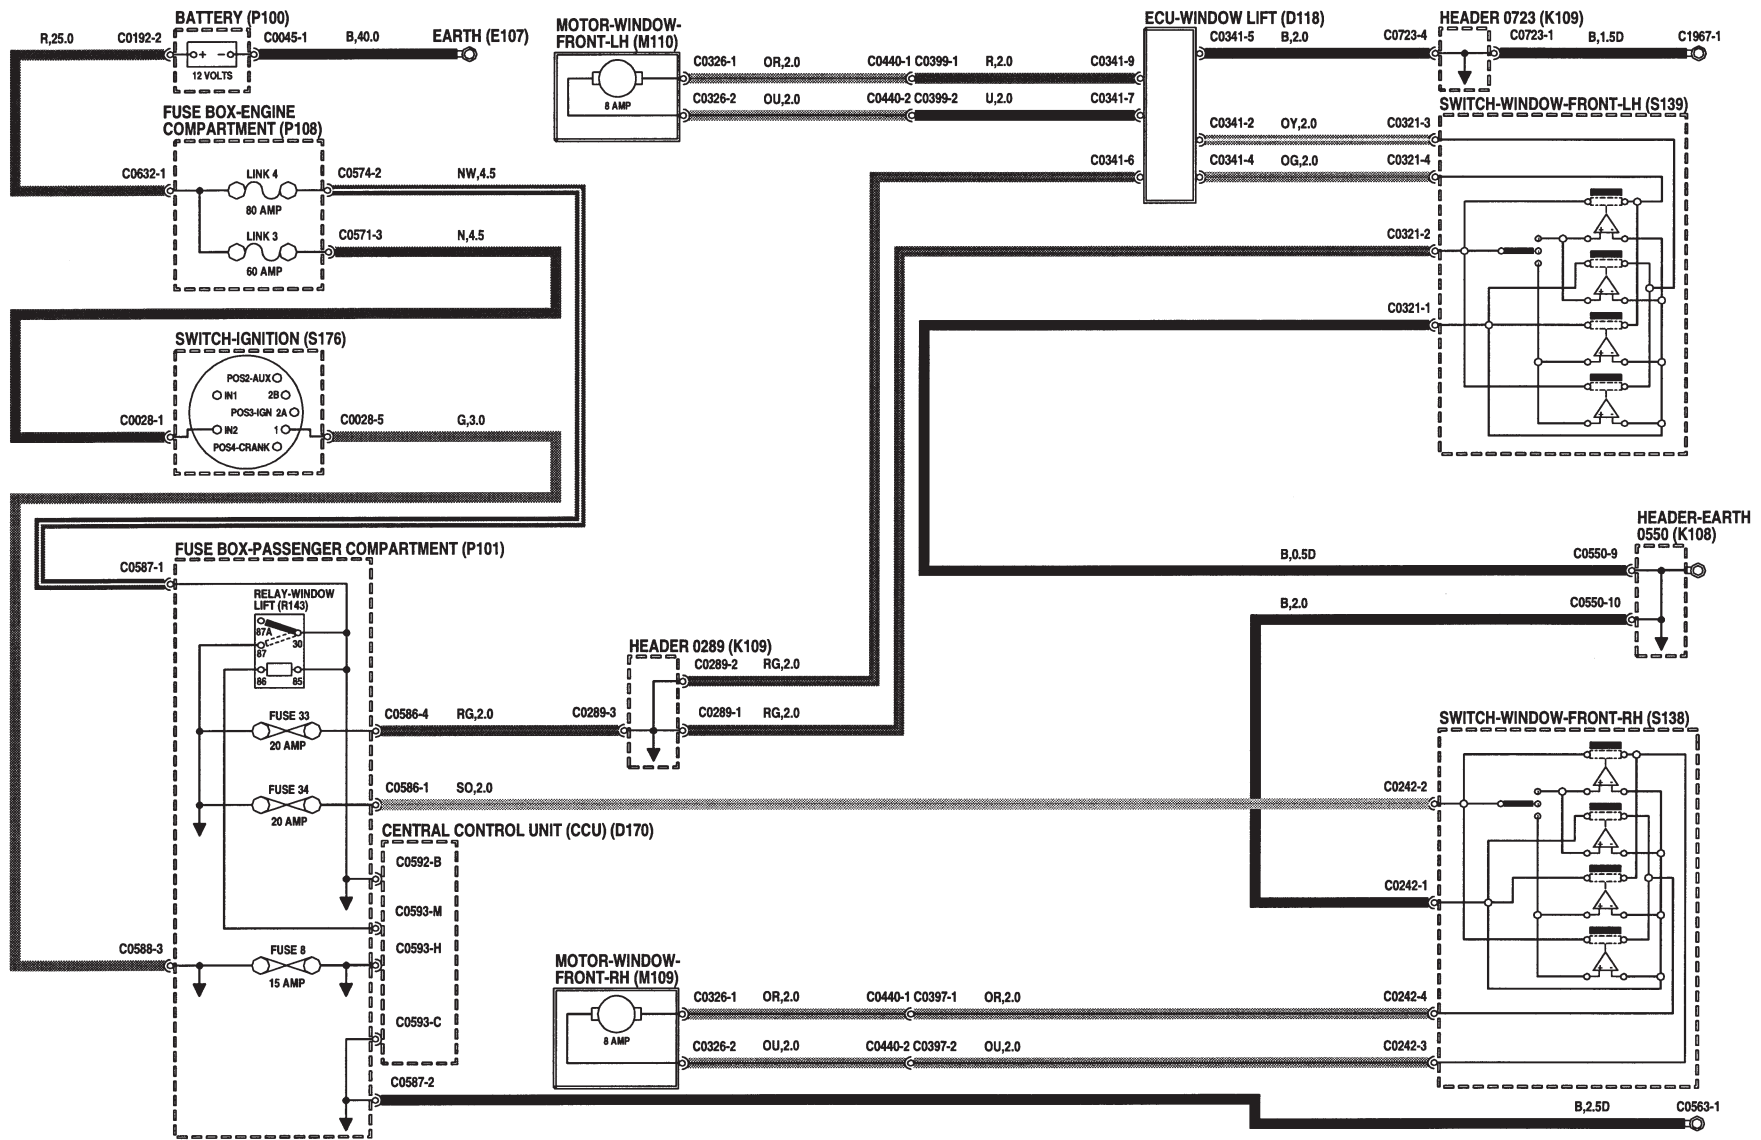 BATTERY (P100)
R,25.0
C0192-2
+ -
12 VOLTS
C0045-1
B,40.0
EARTH (E107)
FUSE BOX-ENGINE
COMPARTMENT (P108)
C0632-1
LINK 4
80 AMP
C0574-2
NW,4.5
LINK 3
60 AMP
C0571-3
N,4.5
SWITCH-IGNITION (S176)
POS2-AUX
IN1
2B
POS3-IGN 2A
IN2
1
POS4-CRANK
C0028-1
C0028-5
G,3.0
FUSE BOX-PASSENGER COMPARTMENT (P101)
C0587-1
RELAY-WINDOW
LIFT (R143)
87A
30
87
86
85
FUSE 33
20 AMP
C0586-4
RG,2.0
C0289-3
FUSE 34
20 AMP
C0586-1
SO,2.0
CENTRAL CONTROL UNIT (CCU) (D170)
C0592-B
C0593-M
C0593-H
C0593-C
C0588-3
FUSE 8
15 AMP
C0587-2
HEADER 0289 (K109)
C0289-2
RG,2.0
C0289-1
RG,2.0
MOTOR-WINDOW-
FRONT-LH (M110)
8 AMP
C0326-1
OR,2.0
C0440-1 C0399-1
R,2.0
C0341-9
C0326-2
OU,2.0
C0440-2 C0399-2
U,2.0
C0341-7
C0341-6
ECU-WINDOW LIFT (D118)
C0341-5
B,2.0
C0723-4
HEADER 0723 (K109)
C0723-1
B,1.5D
C1967-1
SWITCH-WINDOW-FRONT-LH (S139)
C0341-2
OY,2.0
C0321-3
C0341-4
OG,2.0
C0321-4
C0321-2
C0321-1
+ -
+ -
+ -
+ -
HEADER-EARTH
0550 (K108)
B,0.5D
C0550-9
B,2.0
C0550-10
SWITCH-WINDOW-FRONT-RH (S138)
C0242-2
C0242-1
+ -
+ -
+ -
+ -
MOTOR-WINDOW-
FRONT-RH (M109)
8 AMP
C0326-1
OR,2.0
C0440-1 C0397-1
OR,2.0
C0242-4
C0326-2
OU,2.0
C0440-2 C0397-2
OU,2.0
C0242-3
B,2.5D
C0563-1